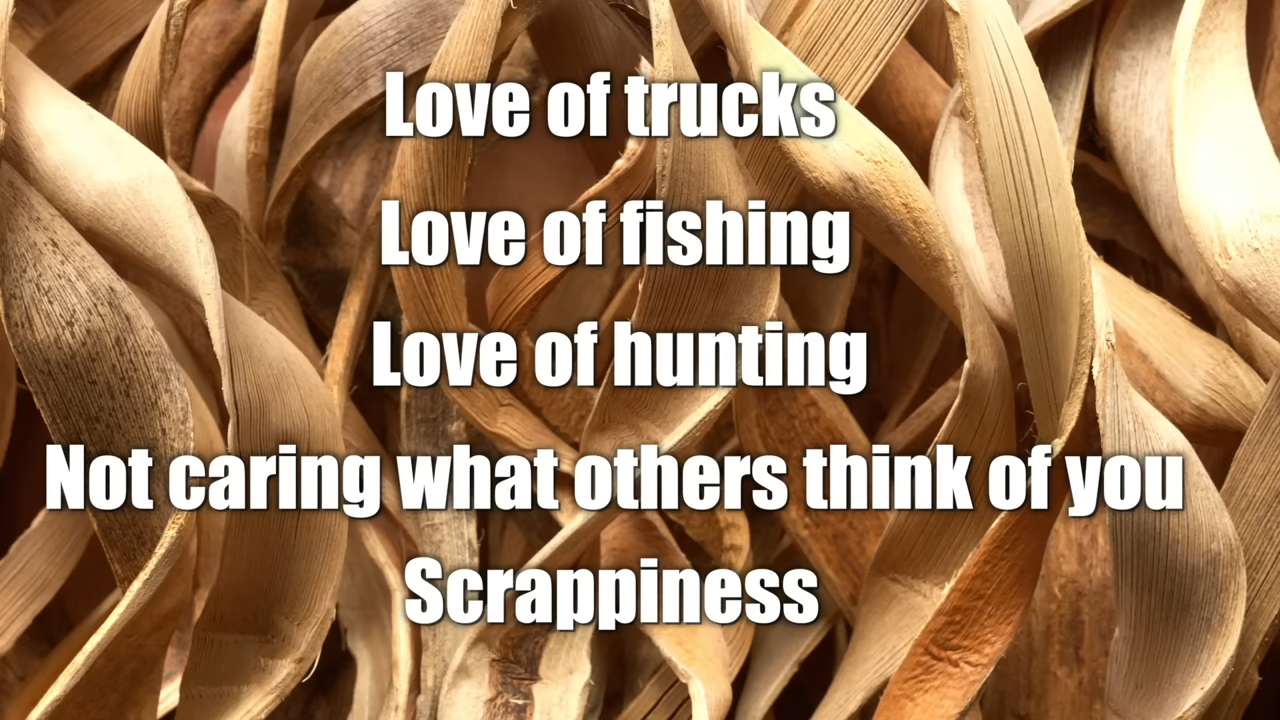 Love of trucks
Love of fishing
Love of hunting
Not caring what others think of you
Scrappiness